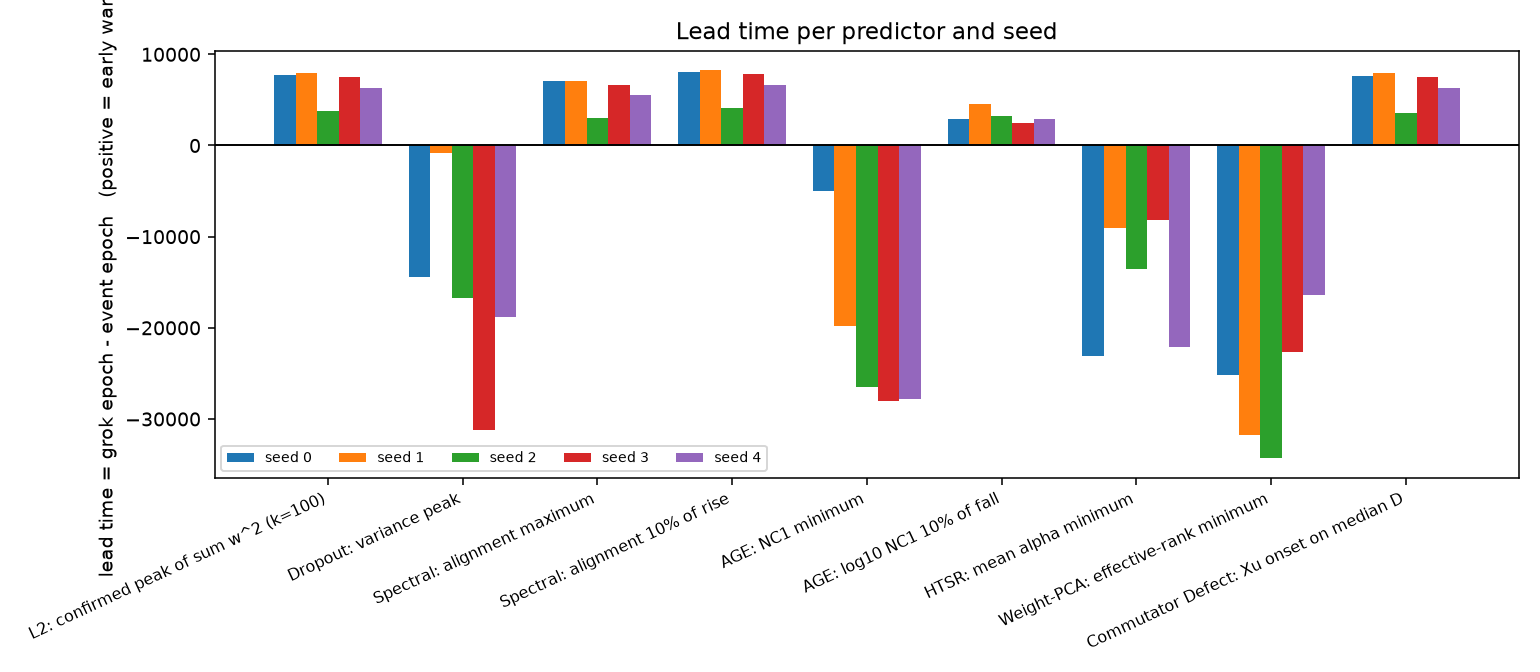 Lead time per predictor and seed
lead time = grok epoch - event epoch (positive = early war
10000
0
−10000
−20000
−30000
seed 0
seed 1
seed 2
seed 3
seed 4
L2: confirmed peak of sum w^2 (k=100)
Dropout: variance peak
Spectral: alignment maximum
Spectral: alignment 10% of rise
AGE: NC1 minimum
AGE: log10 NC1 10% of fall
HTSR: mean alpha minimum
Weight-PCA: effective-rank minimum
Commutator Defect: Xu onset on median D